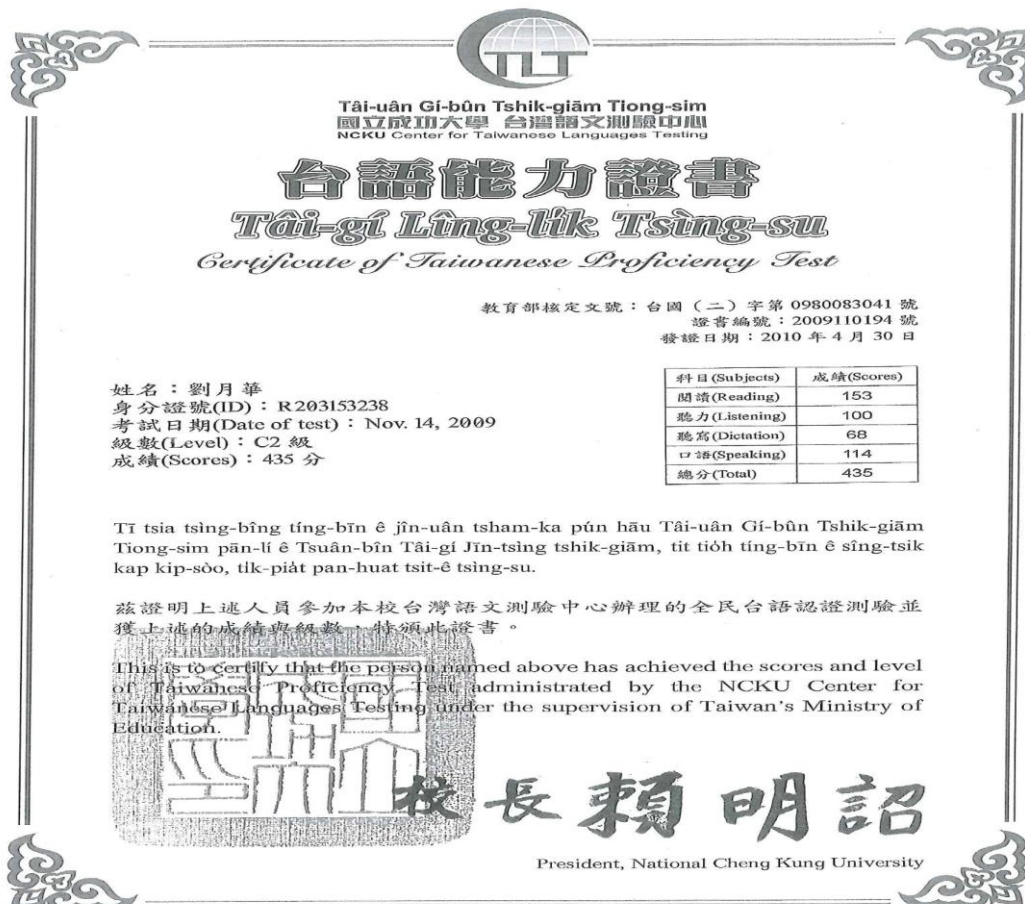 TLT
Tâi-uân Gí-bûn Tshik-giām Tiong-sim
國立成功大學 台灣語文測驗中心
NCKU Center for Taiwanese Languages Testing
台語能力證書
Tâi-gí Lîng-li̍k Tsìng-su
Certificate of Taiwanese Proficiency Test
教育部核定文號:台國(二)字第 0980083041 號
證書編號:2009110194 號
發證日期:2010 年 4 月 30 日
姓名:劉月華
身分證號(ID):R203153238
考試日期(Date of test):Nov. 14, 2009
級數(Level):C2 級
成績(Scores):435 分
科目(Subjects) 成績(Scores)
閱讀(Reading) 153
聽力(Listening) 100
聽寫(Dictation) 68
口語(Speaking) 114
總分(Total) 435
Tī tsia tsìng-bîng tíng-bīn ê jîn-uân tsham-ka pún hāu Tâi-uân Gí-bûn Tshik-giām
Tiong-sim pān-lí ê Tsuân-bîn Tâi-gí Jīn-tsìng tshik-giām, tit tio̍h tíng-bīn ê sîng-tsik
kap kip-sòo, ti̍k-pia̍t pan-huat tsit-ê tsìng-su.
茲證明上述人員參加本校台灣語文測驗中心辦理的全民台語認證測驗並
獲上述的成績與級數,特頒此證書。
This is to certify that the person named above has achieved the scores and level
of Taiwanese Proficiency Test administrated by the NCKU Center for
Taiwanese Languages Testing under the supervision of Taiwan's Ministry of
Education.
校長 賴明詔
President, National Cheng Kung University